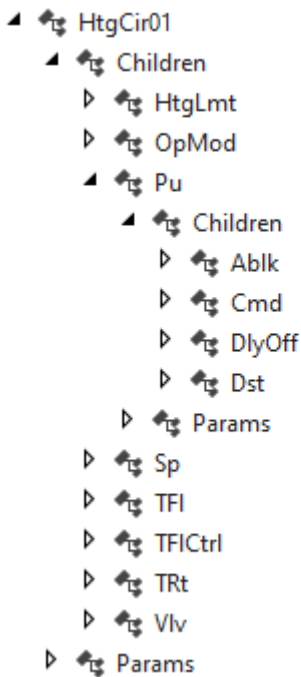 HtgCir01
Children
HtgLmt
OpMod
Pu
Children
Ablk
Cmd
DlyOff
Dst
Params
Sp
TFl
TFlCtrl
TRt
Vlv
Params